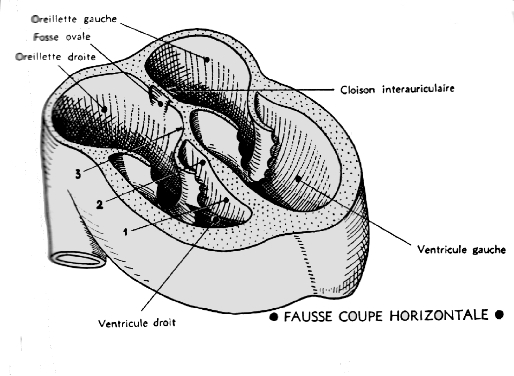 Oreillette gauche
Fosse ovale
Oreillette droite
Cloison interauriculaire
3
2
1
Ventricule gauche
Ventricule droit
● FAUSSE COUPE HORIZONTALE ●